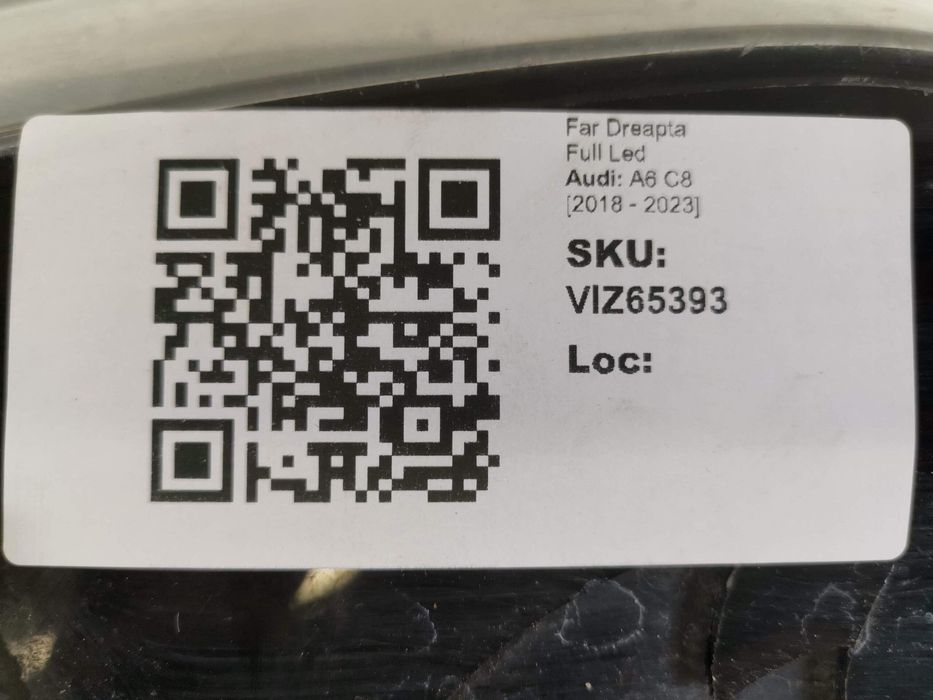 Far Dreapta
Full Led
Audi: A6 C8
[2018 - 2023]
SKU:
VIZ65393
Loc: